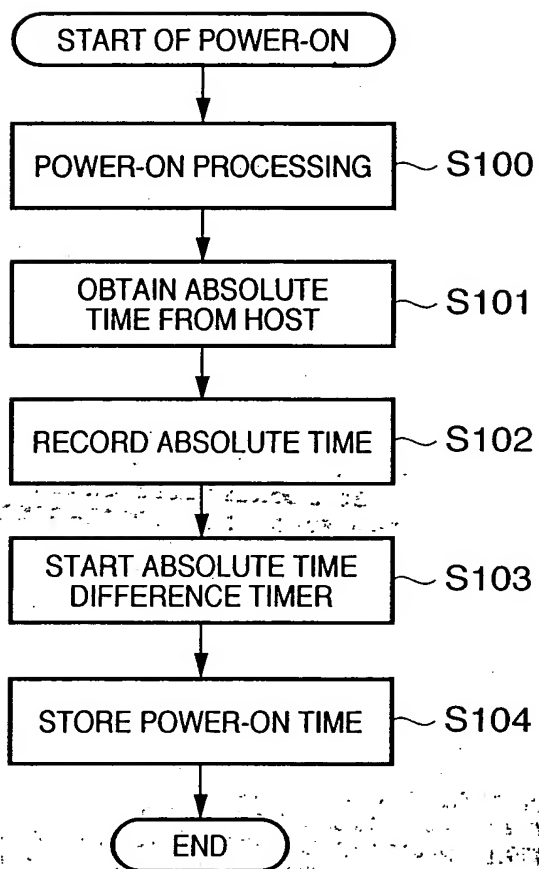 START OF POWER-ON
POWER-ON PROCESSING S100
OBTAIN ABSOLUTE
TIME FROM HOST S101
RECORD ABSOLUTE TIME S102
START ABSOLUTE TIME
DIFFERENCE TIMER S103
STORE POWER-ON TIME S104
END